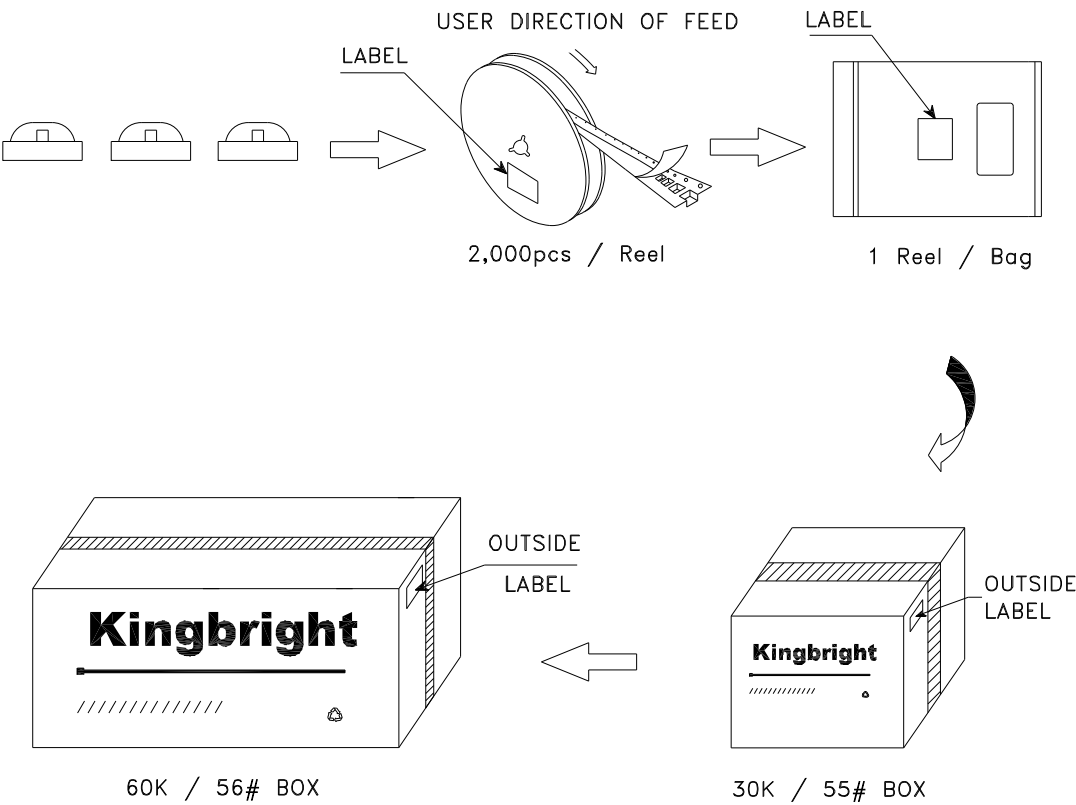 USER DIRECTION OF FEED
LABEL
LABEL
2,000pcs / Reel
1 Reel / Bag
OUTSIDE
LABEL
Kingbright
60K / 56# BOX
OUTSIDE
LABEL
Kingbright
30K / 55# BOX